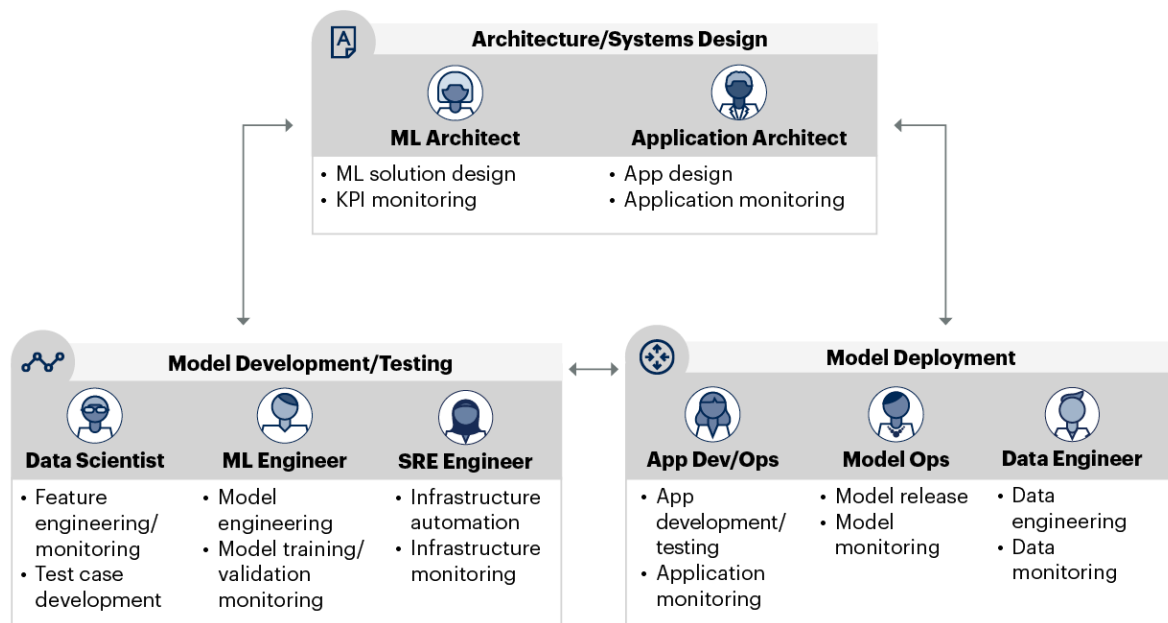 A
Architecture/Systems Design
ML Architect
• ML solution design
• KPI monitoring
Application Architect
• App design
• Application monitoring
Model Development/Testing
Data Scientist
• Feature
engineering/
monitoring
• Test case
development
ML Engineer
• Model
engineering
• Model training/
validation
monitoring
SRE Engineer
• Infrastructure
automation
• Infrastructure
monitoring
Model Deployment
App Dev/Ops
• App
development/
testing
• Application
monitoring
Model Ops
• Model release
• Model
monitoring
Data Engineer
• Data
engineering
• Data
monitoring